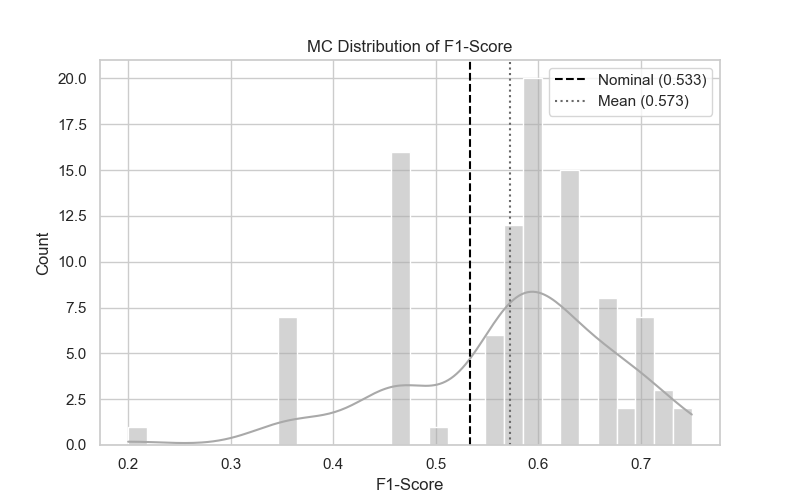 MC Distribution of F1-Score
Nominal (0.533)
Mean (0.573)
Count
20.0
17.5
15.0
12.5
10.0
7.5
5.0
2.5
0.0
0.2 0.3 0.4 0.5 0.6 0.7
F1-Score